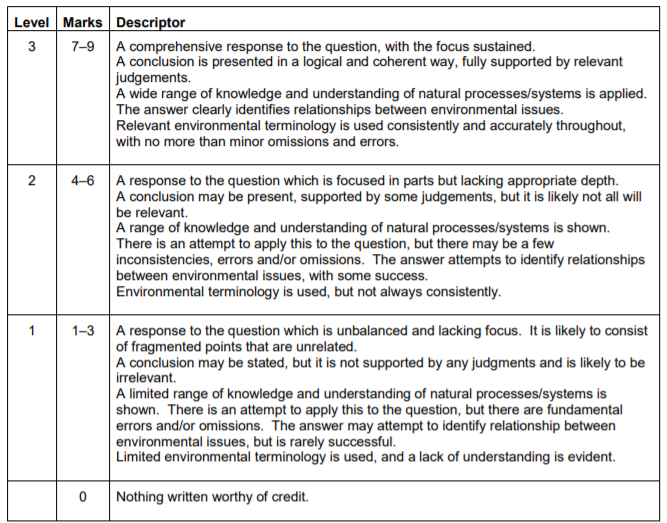 Level Marks Descriptor
3 7–9 A comprehensive response to the question, with the focus sustained.
A conclusion is presented in a logical and coherent way, fully supported by relevant
judgements.
A wide range of knowledge and understanding of natural processes/systems is applied.
The answer clearly identifies relationships between environmental issues.
Relevant environmental terminology is used consistently and accurately throughout,
with no more than minor omissions and errors.
2 4–6 A response to the question which is focused in parts but lacking appropriate depth.
A conclusion may be present, supported by some judgements, but it is likely not all will
be relevant.
A range of knowledge and understanding of natural processes/systems is shown.
There is an attempt to apply this to the question, but there may be a few
inconsistencies, errors and/or omissions. The answer attempts to identify relationships
between environmental issues, with some success.
Environmental terminology is used, but not always consistently.
1 1–3 A response to the question which is unbalanced and lacking focus. It is likely to consist
of fragmented points that are unrelated.
A conclusion may be stated, but it is not supported by any judgments and is likely to be
irrelevant.
A limited range of knowledge and understanding of natural processes/systems is
shown. There is an attempt to apply this to the question, but there are fundamental
errors and/or omissions. The answer may attempt to identify relationship between
environmental issues, but is rarely successful.
Limited environmental terminology is used, and a lack of understanding is evident.
0 Nothing written worthy of credit.